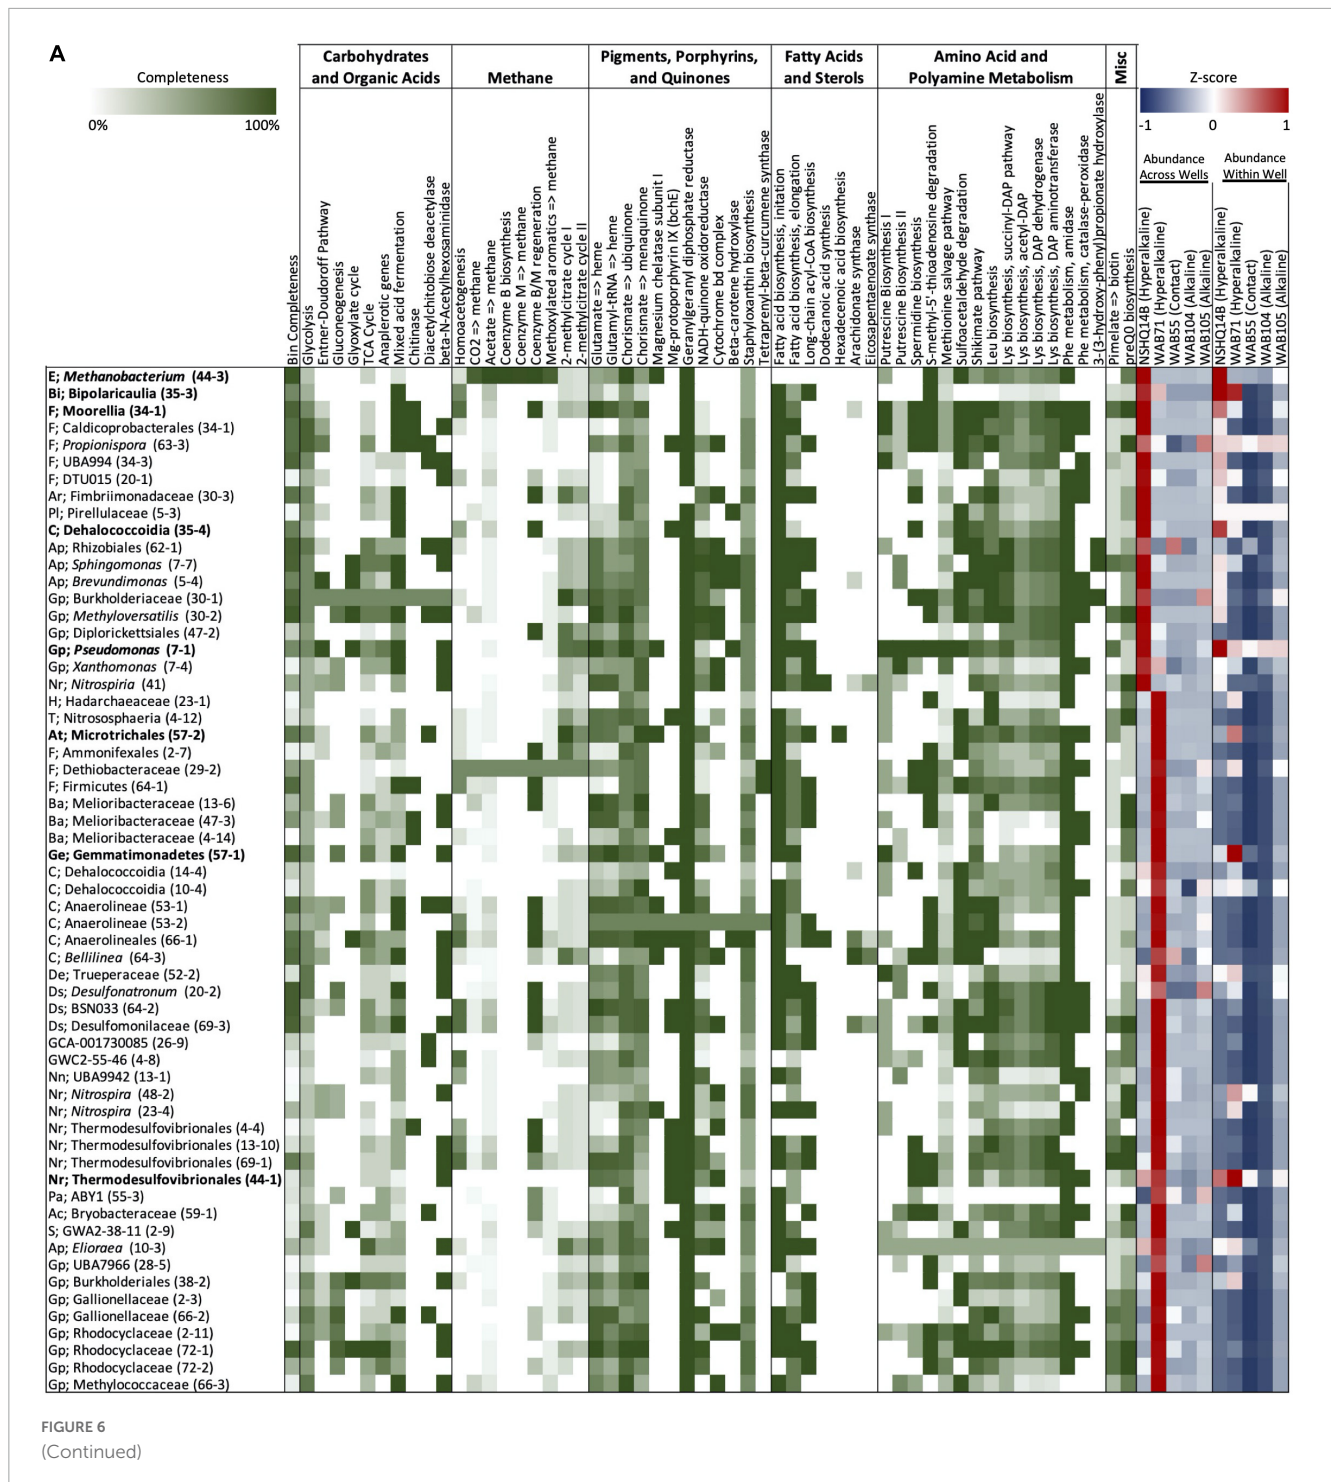 A
Completeness
0%
100%
Carbohydrates
and Organic Acids
Methane
Pigments, Porphyrins,
and Quinones
Fatty Acids
and Sterols
Amino Acid and
Polyamine Metabolism
Misc
Z-score
-1
0
1
Abundance
Across Wells
Abundance
Within Well
Bin Completeness
Glycolysis
Entner-Doudoroff Pathway
Gluconeogenesis
Glyoxylate cycle
TCA Cycle
Anaplerotic genes
Mixed acid fermentation
Chitinase
Diacetylchitobiose deacetylase
beta-N-Acetylhexosaminidase
Homoacetogenesis
CO2 => methane
Acetate => methane
Coenzyme B biosynthesis
Coenzyme M => methane
Coenzyme B/M regeneration
Methoxylated aromatics => methane
2-methylcitrate cycle I
2-methylcitrate cycle II
Glutamate => heme
Glutamyl-tRNA => heme
Chorismate => ubiquinone
Chorismate => menaquinone
Magnesium chelatase subunit I
Mg-protoporphyrin IX (bchE)
Geranylgeranyl diphosphate reductase
NADH-quinone oxidoreductase
Cytochrome bd complex
Beta-carotene hydroxylase
Staphyloxanthin biosynthesis
Tetraprenyl-beta-curcumene synthase
Fatty acid biosynthesis, initation
Fatty acid biosynthesis, elongation
Long-chain acyl-CoA biosynthesis
Dodecanoic acid synthesis
Hexadecenoic acid biosynthesis
Arachidonate synthase
Eicosapentaenoate synthase
Putrescine Biosynthesis I
Putrescine Biosynthesis II
Spermidine biosynthesis
S-methyl-5'-thioadenosine degradation
Methionine salvage pathway
Sulfoacetaldehyde degradation
Shikimate pathway
Leu biosynthesis
Lys biosynthesis, succinyl-DAP pathway
Lys biosynthesis, acetyl-DAP
Lys biosynthesis, DAP dehydrogenase
Lys biosynthesis, DAP aminotransferase
Phe metabolism, amidase
Phe metabolism, catalase-peroxidase
3-(3-hydroxy-phenyl)propionate hydroxylase
Pimelate => biotin
preQ0 biosynthesis
NSHQ14B (Hyperalkaline)
WAB71 (Hyperalkaline)
WAB55 (Contact)
WAB104 (Alkaline)
WAB105 (Alkaline)
NSHQ14B (Hyperalkaline)
WAB71 (Hyperalkaline)
WAB55 (Contact)
WAB104 (Alkaline)
WAB105 (Alkaline)
E; Methanobacterium (44-3)
Bi; Bipolaricaulia (35-3)
F; Moorellia (34-1)
F; Caldicoprobacterales (34-1)
F; Propionispora (63-3)
F; UBA994 (34-3)
F; DTU015 (20-1)
Ar; Fimbriimonadaceae (30-3)
Pl; Pirellulaceae (5-3)
C; Dehalococcoidia (35-4)
Ap; Rhizobiales (62-1)
Ap; Sphingomonas (7-7)
Ap; Brevundimonas (5-4)
Gp; Burkholderiaceae (30-1)
Gp; Methyloversatilis (30-2)
Gp; Diplorickettsiales (47-2)
Gp; Pseudomonas (7-1)
Gp; Xanthomonas (7-4)
Nr; Nitrospiria (41)
H; Hadarchaeaceae (23-1)
T; Nitrososphaeria (4-12)
At; Microtrichales (57-2)
F; Ammonifexales (2-7)
F; Dethiobacteraceae (29-2)
F; Firmicutes (64-1)
Ba; Melioribacteraceae (13-6)
Ba; Melioribacteraceae (47-3)
Ba; Melioribacteraceae (4-14)
Ge; Gemmatimonadetes (57-1)
C; Dehalococcoidia (14-4)
C; Dehalococcoidia (10-4)
C; Anaerolineae (53-1)
C; Anaerolineae (53-2)
C; Anaerolineales (66-1)
C; Bellilinea (64-3)
De; Trueperaceae (52-2)
Ds; Desulfonatronum (20-2)
Ds; BSN033 (64-2)
Ds; Desulfomonilaceae (69-3)
GCA-001730085 (26-9)
GWC2-55-46 (4-8)
Nn; UBA9942 (13-1)
Nr; Nitrospira (48-2)
Nr; Nitrospira (23-4)
Nr; Thermodesulfovibrionales (4-4)
Nr; Thermodesulfovibrionales (13-10)
Nr; Thermodesulfovibrionales (69-1)
Nr; Thermodesulfovibrionales (44-1)
Pa; ABY1 (55-3)
Ac; Bryobacteraceae (59-1)
S; GWA2-38-11 (2-9)
Ap; Elioraea (10-3)
Gp; UBA7966 (28-5)
Gp; Burkholderiales (38-2)
Gp; Gallionellaceae (2-3)
Gp; Gallionellaceae (66-2)
Gp; Rhodocyclaceae (2-11)
Gp; Rhodocyclaceae (72-1)
Gp; Rhodocyclaceae (72-2)
Gp; Methylococcaceae (66-3)
FIGURE 6
(Continued)